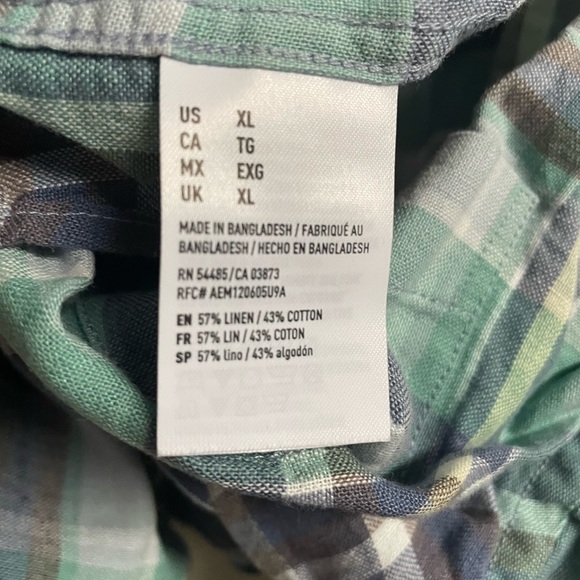 US XL
CA TG
MX EXG
UK XL
MADE IN BANGLADESH / FABRIQUÉ AU
BANGLADESH / HECHO EN BANGLADESH
RN 54485/CA 03873
RFC# AEM120605U9A
EN 57% LINEN / 43% COTTON
FR 57% LIN / 43% COTON
SP 57% lino / 43% algodón